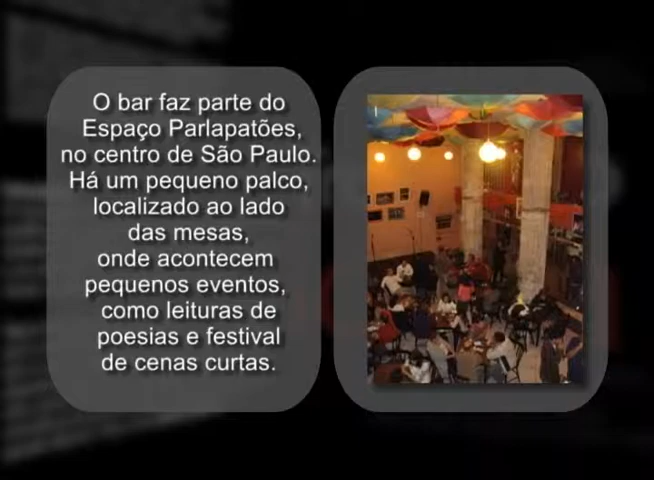 O bar faz parte do
Espaço Parlapatões,
no centro de São Paulo.
Há um pequeno palco,
localizado ao lado
das mesas,
onde acontecem
pequenos eventos,
como leituras de
poesias e festival
de cenas curtas.